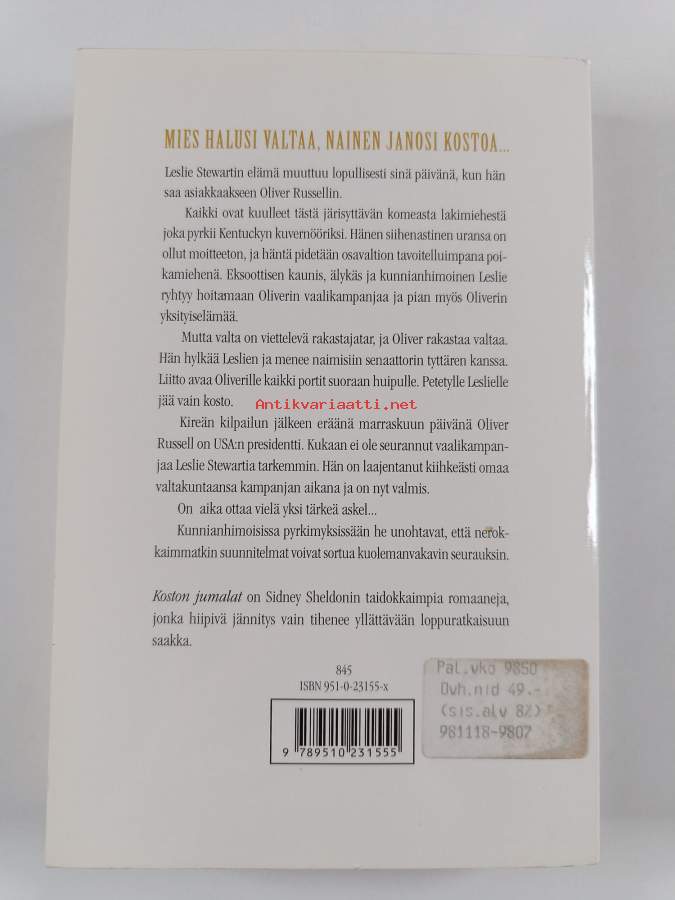 MIES HALUSI VALTAA, NAINEN JANOSI KOSTOA...
Leslie Stewartin elämä muuttuu lopullisesti sinä päivänä, kun hän
saa asiakkaakseen Oliver Russellin.
Kaikki ovat kuulleet tästä järisyttävän komeasta lakimiehestä
joka pyrkii Kentuckyn kuvernööriksi. Hänen siihenastinen uransa on
ollut moitteeton, ja häntä pidetään osavaltion tavoitelluimpana poi-
kamiehenä. Eksoottisen kaunis, älykäs ja kunnianhimoinen Leslie
ryhtyy hoitamaan Oliverin vaalikampanjaa ja pian myös Oliverin
yksityiselämää.
Mutta valta on viettelevä rakastajatar, ja Oliver rakastaa valtaa.
Hän hylkää Leslien ja menee naimisiin senaattorin tyttären kanssa.
Liitto avaa Oliverille kaikki portit suoraan huipulle. Petetylle Leslielle
jää vain kosto.
Antikvariaatti.net
Kireän kilpailun jälkeen eräänä marraskuun päivänä Oliver
Russell on USA:n presidentti. Kukaan ei ole seurannut vaalikampan-
jaa Leslie Stewartia tarkemmin. Hän on laajentanut kiihkeästi omaa
valtakuntaansa kampanjan aikana ja on nyt valmis.
On aika ottaa vielä yksi tärkeä askel...
Kunnianhimoisissa pyrkimyksissään he unohtavat, että nerok-
kaimmatkin suunnitelmat voivat sortua kuolemanvakavin seurauksin.
Koston jumalat on Sidney Sheldonin taidokkaimpia romaaneja,
jonka hiipivä jännitys vain tihenee yllättävään loppuratkaisuun
saakka.
845
ISBN 951-0-23155-x
9 789510 231555
Pal.vko 9850
Ovh.nid 49.-
(sis.alv 8%)
981118-9807